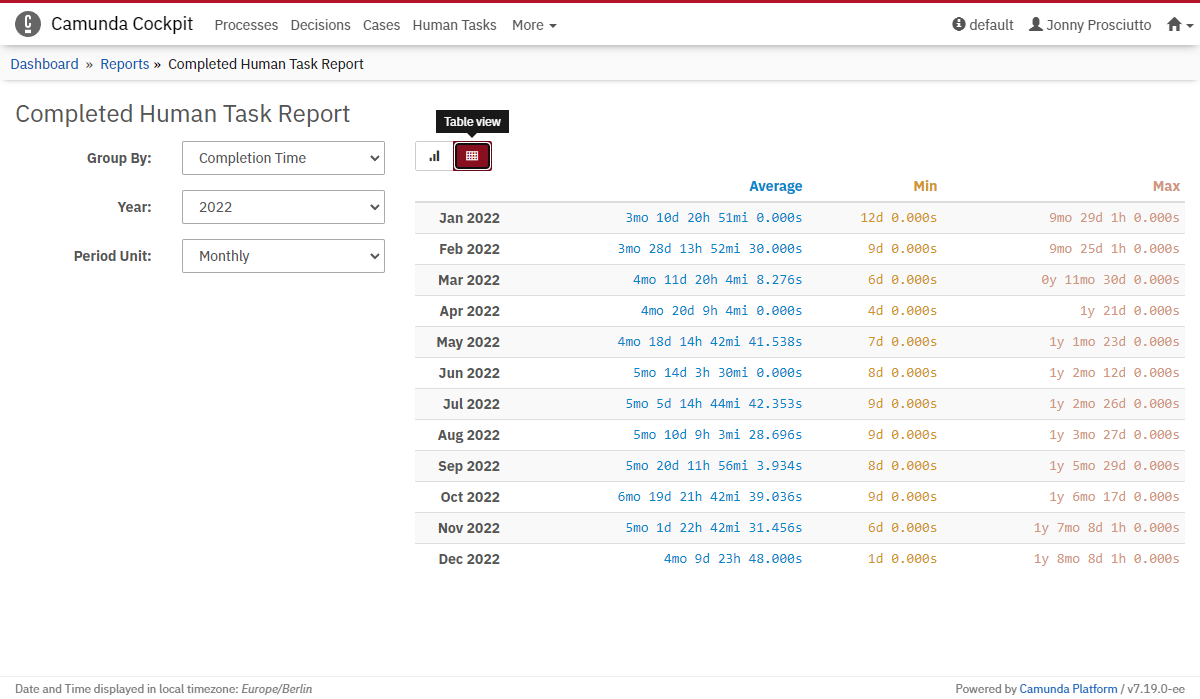 Camunda Cockpit Processes Decisions Cases Human Tasks More default Jonny Prosciutto
Dashboard » Reports » Completed Human Task Report
Completed Human Task Report
Table view
Group By: Completion Time
Year: 2022
Period Unit: Monthly
Average Min Max
Jan 2022 3mo 10d 20h 51mi 0.000s 12d 0.000s 9mo 29d 1h 0.000s
Feb 2022 3mo 28d 13h 52mi 30.000s 9d 0.000s 9mo 25d 1h 0.000s
Mar 2022 4mo 11d 20h 4mi 8.276s 6d 0.000s 0y 11mo 30d 0.000s
Apr 2022 4mo 20d 9h 4mi 0.000s 4d 0.000s 1y 21d 0.000s
May 2022 4mo 18d 14h 42mi 41.538s 7d 0.000s 1y 1mo 23d 0.000s
Jun 2022 5mo 14d 3h 30mi 0.000s 8d 0.000s 1y 2mo 12d 0.000s
Jul 2022 5mo 5d 14h 44mi 42.353s 9d 0.000s 1y 2mo 26d 0.000s
Aug 2022 5mo 10d 9h 3mi 28.696s 9d 0.000s 1y 3mo 27d 0.000s
Sep 2022 5mo 20d 11h 56mi 3.934s 8d 0.000s 1y 5mo 29d 0.000s
Oct 2022 6mo 19d 21h 42mi 39.036s 9d 0.000s 1y 6mo 17d 0.000s
Nov 2022 5mo 1d 22h 42mi 31.456s 6d 0.000s 1y 7mo 8d 1h 0.000s
Dec 2022 4mo 9d 23h 48.000s 1d 0.000s 1y 8mo 8d 1h 0.000s
Date and Time displayed in local timezone: Europe/Berlin Powered by Camunda Platform / v7.19.0-ee